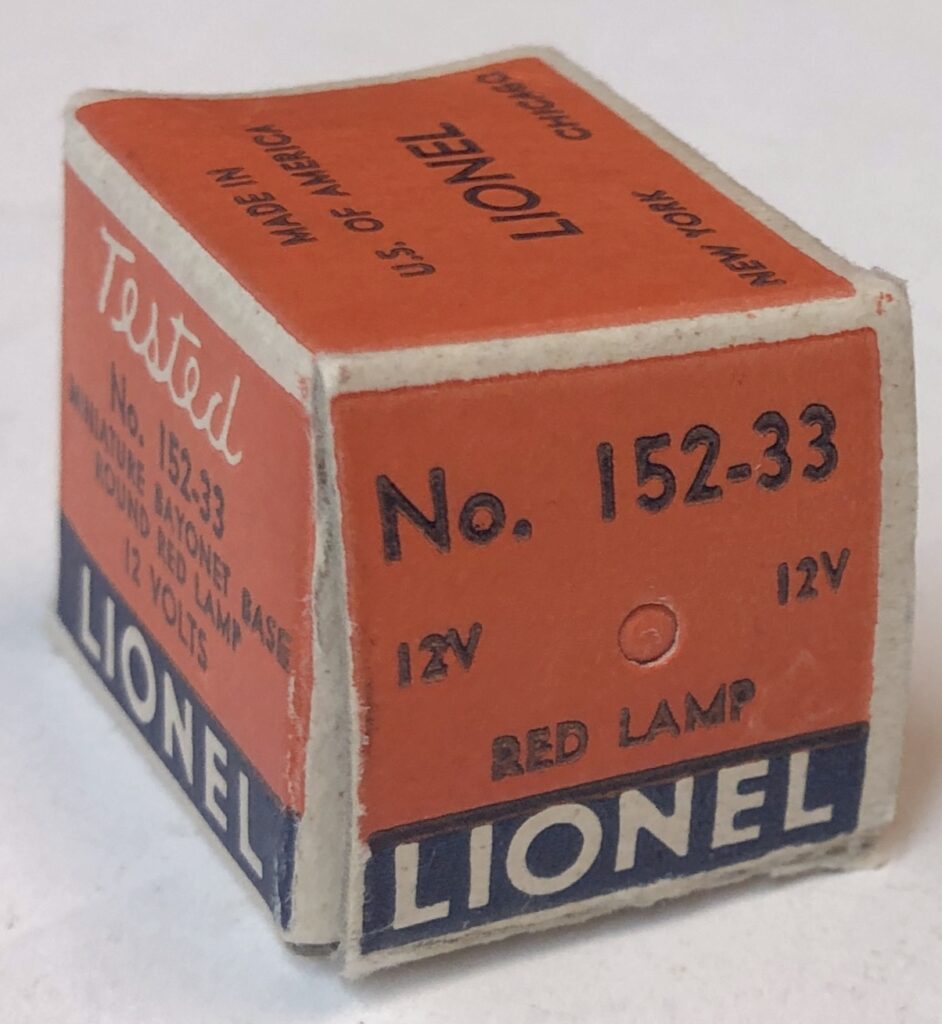 MADE IN
U.S. OF AMERICA
LIONEL
NEW YORK CHICAGO
Tested
No. 152-33
MINIATURE BAYONET BASE
ROUND RED LAMP
12 VOLTS
LIONEL
No. 152-33
12V 12V
RED LAMP
LIONEL